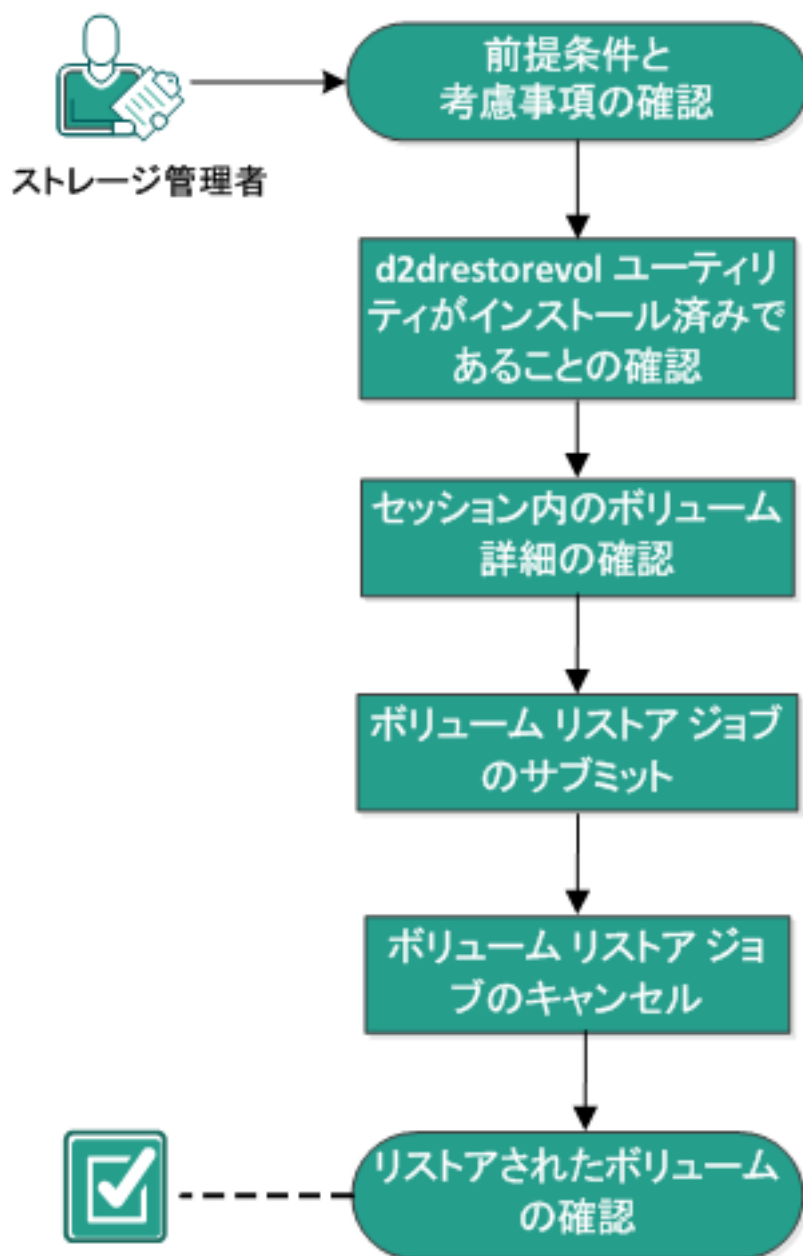 前提条件と
考慮事項の確認
ストレージ管理者
d2drestorevol ユーティリ
ティがインストール済みで
あることの確認
セッション内のボリューム
詳細の確認
ボリューム リストア ジョブ
のサブミット
ボリューム リストア ジョ
ブのキャンセル
リストアされたボリューム
の確認